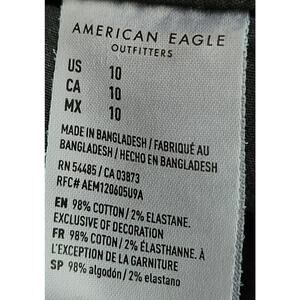 AMERICAN EAGLE
OUTFITTERS
US 10
CA 10
MX 10
MADE IN BANGLADESH / FABRIQUÉ AU
BANGLADESH / HECHO EN BANGLADESH
RN 54485 / CA 03873
RFC# AEM120605U9A
EN 98% COTTON / 2% ELASTANE.
EXCLUSIVE OF DECORATION
FR 98% COTON / 2% ÉLASTHANNE. À
L'EXCEPTION DE LA GARNITURE
SP 98% algodón / 2% elastano